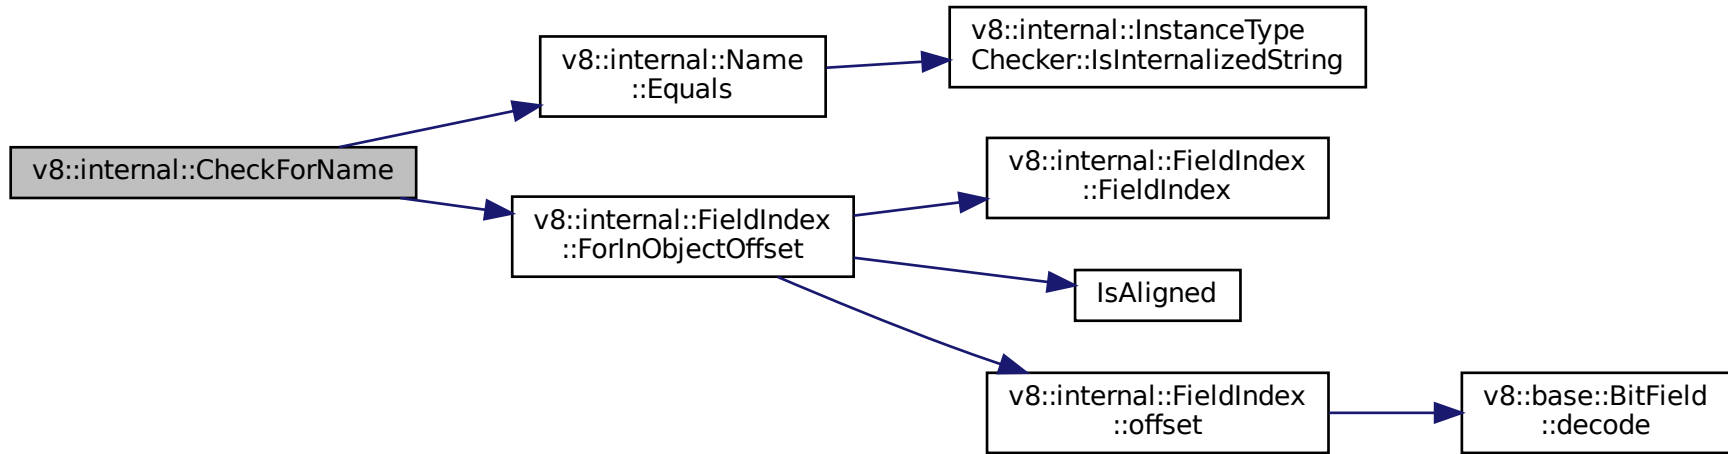 v8::internal::CheckForName
v8::internal::Name
::Equals
v8::internal::InstanceType
Checker::IsInternalizedString
v8::internal::FieldIndex
::ForInObjectOffset
v8::internal::FieldIndex
::FieldIndex
IsAligned
v8::internal::FieldIndex
::offset
v8::base::BitField
::decode